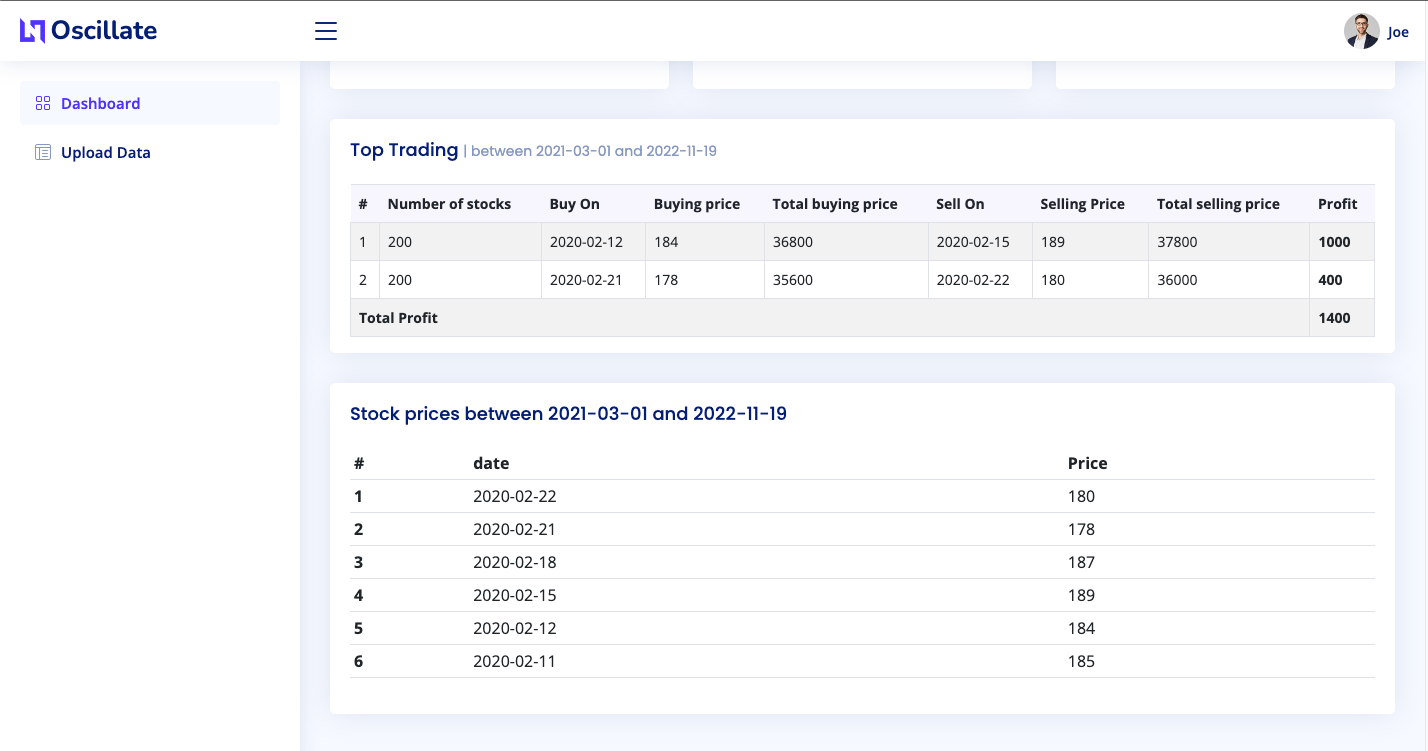 Oscillate
Joe
Dashboard
Upload Data
Top Trading | between 2021-03-01 and 2022-11-19
# Number of stocks Buy On Buying price Total buying price Sell On Selling Price Total selling price Profit
1 200 2020-02-12 184 36800 2020-02-15 189 37800 1000
2 200 2020-02-21 178 35600 2020-02-22 180 36000 400
Total Profit 1400
Stock prices between 2021-03-01 and 2022-11-19
# date Price
1 2020-02-22 180
2 2020-02-21 178
3 2020-02-18 187
4 2020-02-15 189
5 2020-02-12 184
6 2020-02-11 185